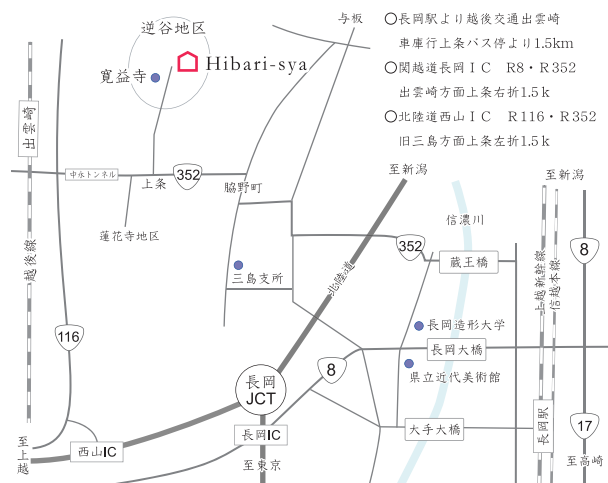 逆谷地区
Hibari-sya
寛益寺
与板
○長岡駅より越後交通出雲崎
車庫行上条バス停より1.5km
○関越道長岡IC R8・R352
出雲崎方面上条右折1.5k
○北陸道西山IC R116・R352
旧三島方面上条左折1.5k
出雲崎
中永トンネル
上条
352
脇野町
至新潟
至新潟
蓮花寺地区
信濃川
越後線
三島支所
北陸道
352
蔵王橋
上越新幹線
信越本線
8
116
長岡造形大学
長岡大橋
県立近代美術館
8
長岡
JCT
長岡IC
大手大橋
長岡駅
17
至上越
西山IC
至東京
至高崎